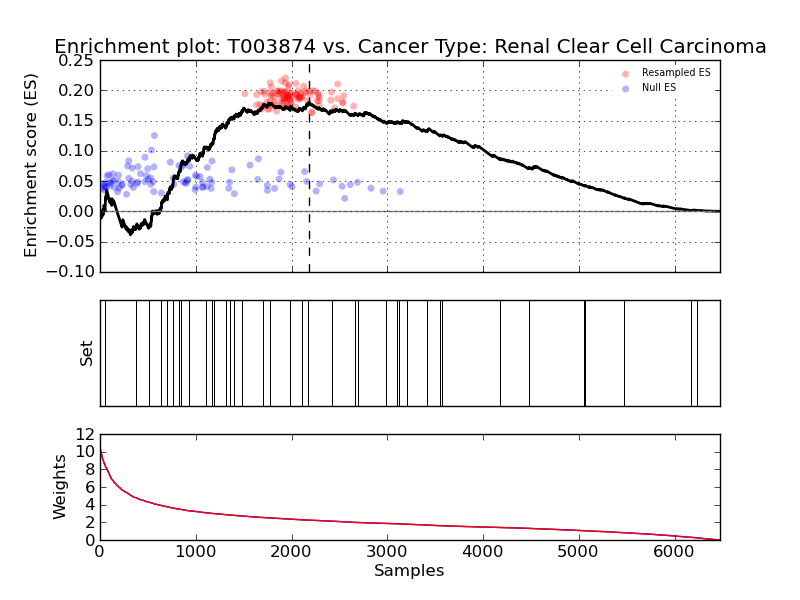 Enrichment plot: T003874 vs. Cancer Type: Renal Clear Cell Carcinoma
Enrichment score (ES)
0.25
0.20
0.15
0.10
0.05
0.00
−0.05
−0.10
Resampled ES
Null ES
Set
Weights
12
10
8
6
4
2
0
0 1000 2000 3000 4000 5000 6000
Samples